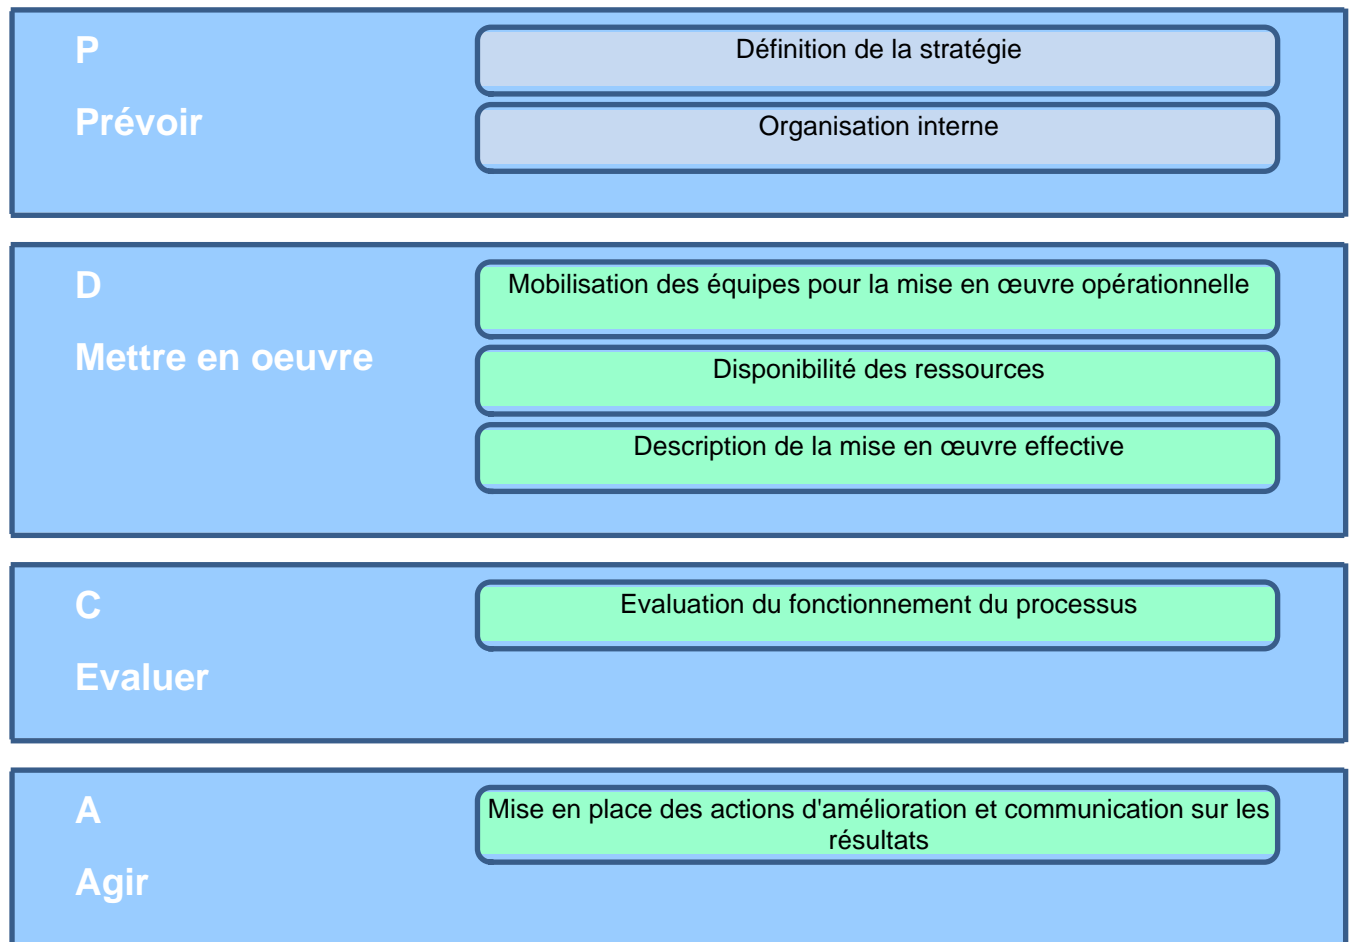 P
Prévoir
Définition de la stratégie
Organisation interne
D
Mettre en oeuvre
Mobilisation des équipes pour la mise en œuvre opérationnelle
Disponibilité des ressources
Description de la mise en œuvre effective
C
Evaluer
Evaluation du fonctionnement du processus
A
Agir
Mise en place des actions d'amélioration et communication sur les
résultats